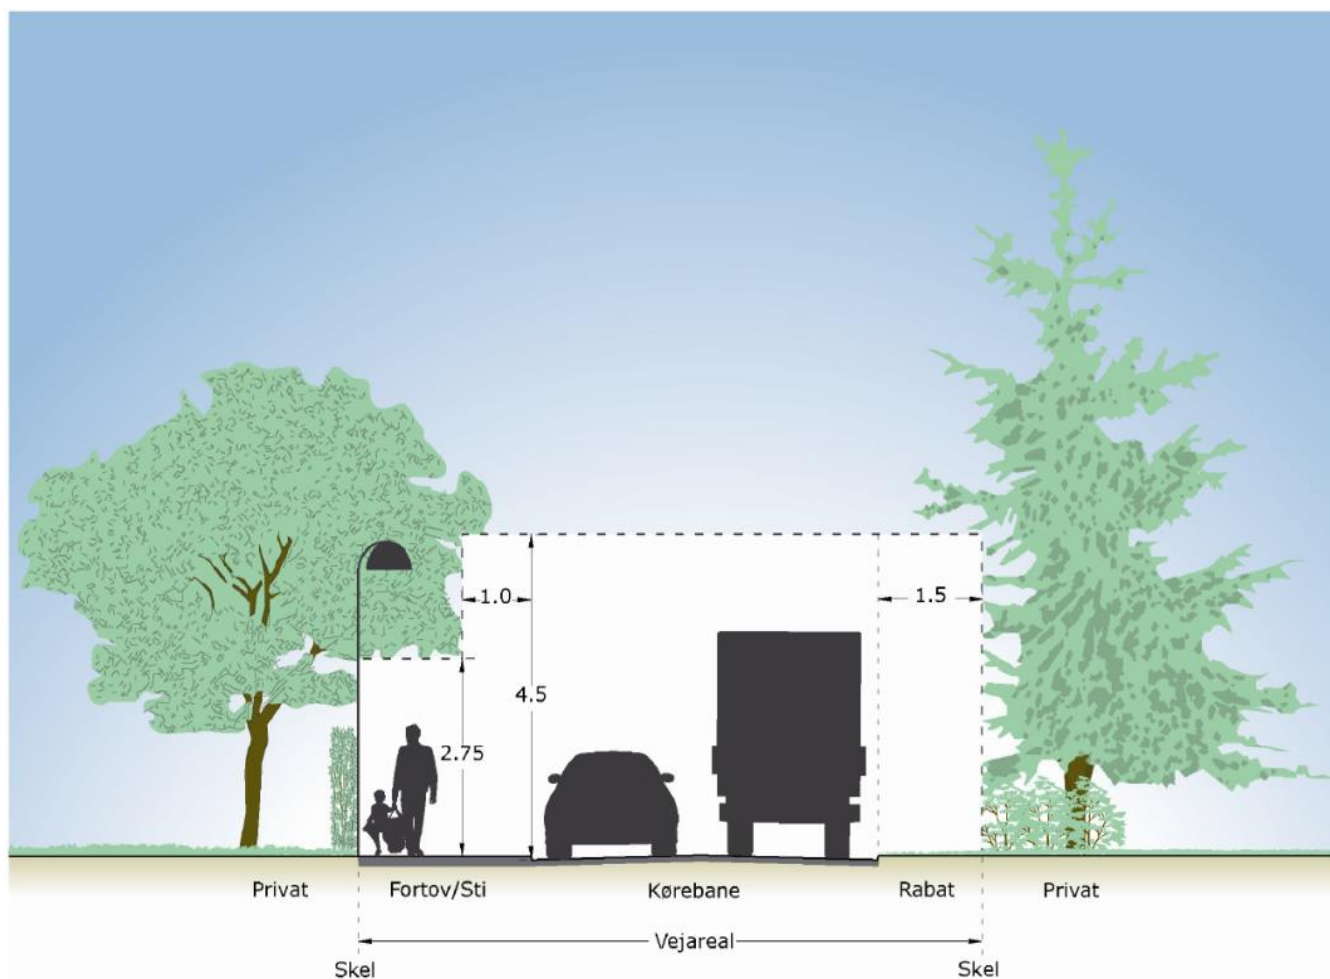 1.0
1.5
4.5
2.75
Privat
Fortov/Sti
Kørebane
Rabat
Privat
Vejareal
Skel
Skel